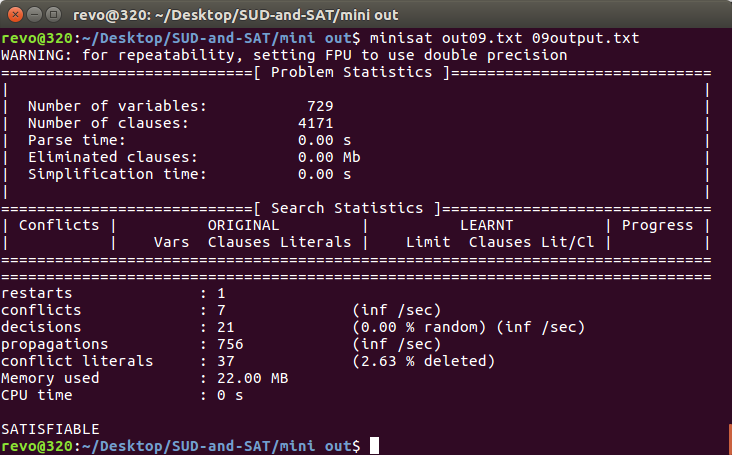 revo@320: ~/Desktop/SUD-and-SAT/mini out
revo@320:~/Desktop/SUD-and-SAT/mini out$ minisat out09.txt 09output.txt
WARNING: for repeatability, setting FPU to use double precision
============================[ Problem Statistics ]=============================
|                                                                             |
|  Number of variables:           729                                         |
|  Number of clauses:            4171                                         |
|  Parse time:                   0.00 s                                       |
|  Eliminated clauses:           0.00 Mb                                      |
|  Simplification time:          0.00 s                                       |
|                                                                             |
============================[ Search Statistics ]==============================
| Conflicts |          ORIGINAL         |          LEARNT          | Progress |
|           |    Vars  Clauses Literals |    Limit  Clauses Lit/Cl |          |
===============================================================================
===============================================================================
restarts              : 1
conflicts             : 7              (inf /sec)
decisions             : 21             (0.00 % random) (inf /sec)
propagations          : 756            (inf /sec)
conflict literals     : 37             (2.63 % deleted)
Memory used           : 22.00 MB
CPU time              : 0 s

SATISFIABLE
revo@320:~/Desktop/SUD-and-SAT/mini out$